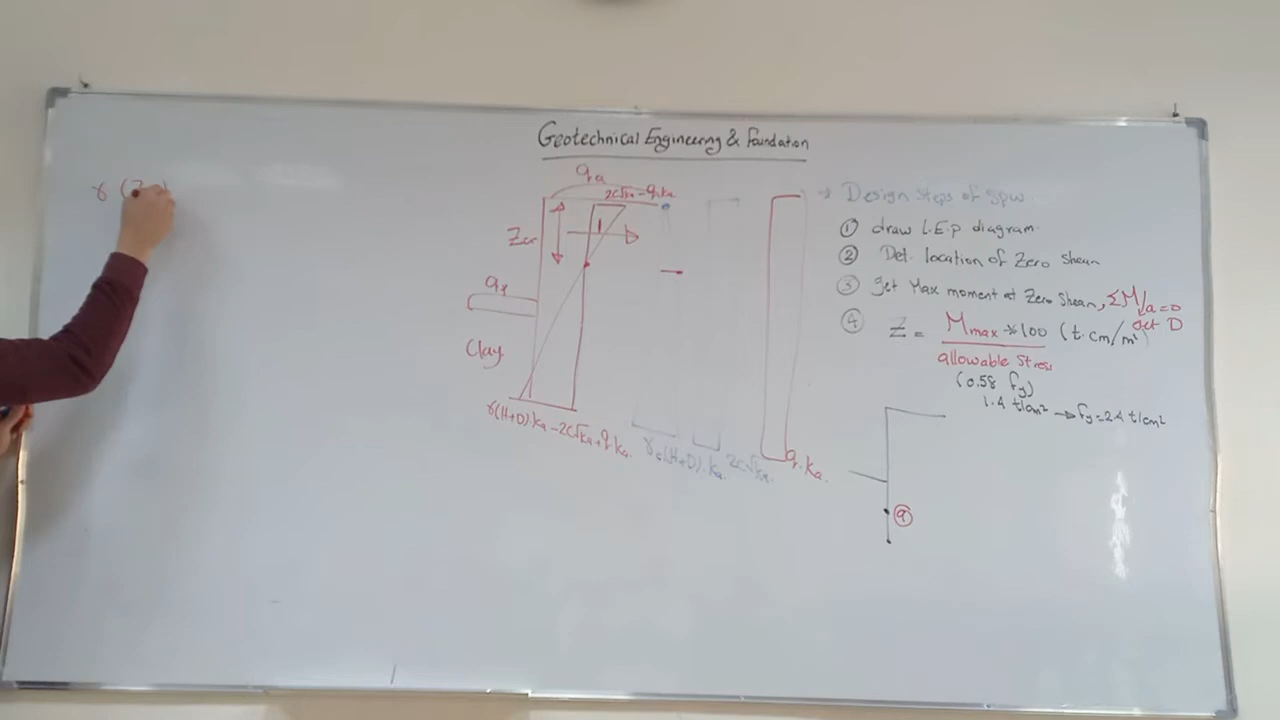 Geotechnical Engineering & Foundation
γ (Z
qa
2c√ka - q.ka
Zcr
Clay
γ(H+D).ka - 2c√ka + q.ka
γc(H+D).ka
2c√ka
q.ka
→ Design steps of SPW
① draw L.E.p diagram
② Det. location of Zero Shear
③ get Max moment at Zero Shear, ΣM/a=0
get D
④ Z = Mmax*100 (t.cm/m')
allowable stress
(0.58 fy)
1.4 t/cm² → fy=2.4 t/cm²
ⓐ